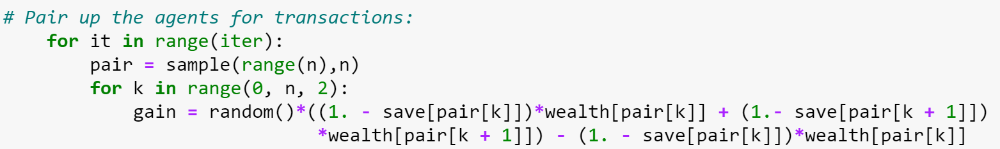 # Pair up the agents for transactions:
    for it in range(iter):
        pair = sample(range(n),n)
        for k in range(0, n, 2):
            gain = random()*((1. - save[pair[k]])*wealth[pair[k]] + (1.- save[pair[k + 1]])
                             *wealth[pair[k + 1]]) - (1. - save[pair[k]])*wealth[pair[k]]